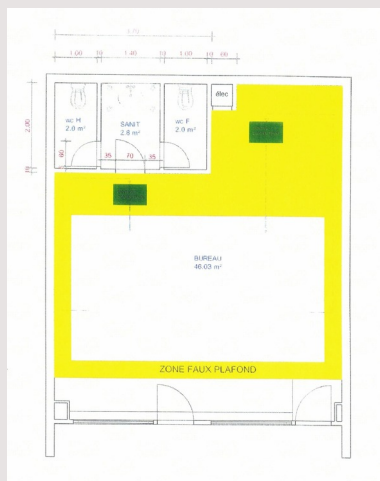 1.00 10 1.40 10 1.00 10
élec
wc H
2.0 m²
SANIT
2.8 m²
wc F
2.0 m²
2.00
60
35 70 35
10
BUREAU
46.03 m²
ZONE FAUX PLAFOND